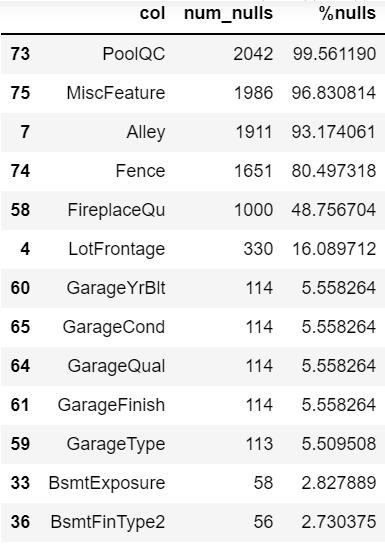 col num_nulls %nulls
73 PoolQC 2042 99.561190
75 MiscFeature 1986 96.830814
7 Alley 1911 93.174061
74 Fence 1651 80.497318
58 FireplaceQu 1000 48.756704
4 LotFrontage 330 16.089712
60 GarageYrBlt 114 5.558264
65 GarageCond 114 5.558264
64 GarageQual 114 5.558264
61 GarageFinish 114 5.558264
59 GarageType 113 5.509508
33 BsmtExposure 58 2.827889
36 BsmtFinType2 56 2.730375